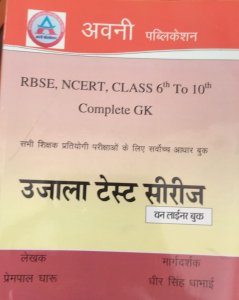 अवनी पब्लिकेशन
RBSE, NCERT, CLASS 6th To 10th
Complete GK
सभी शिक्षक प्रतियोगी परीक्षाओं के लिए सर्वोच्च आधार बुक
उजाला टेस्ट सीरीज
वन लाईनर बुक
लेखक
प्रेमपाल घारू
मार्गदर्शक
धीर सिंह धाभाई